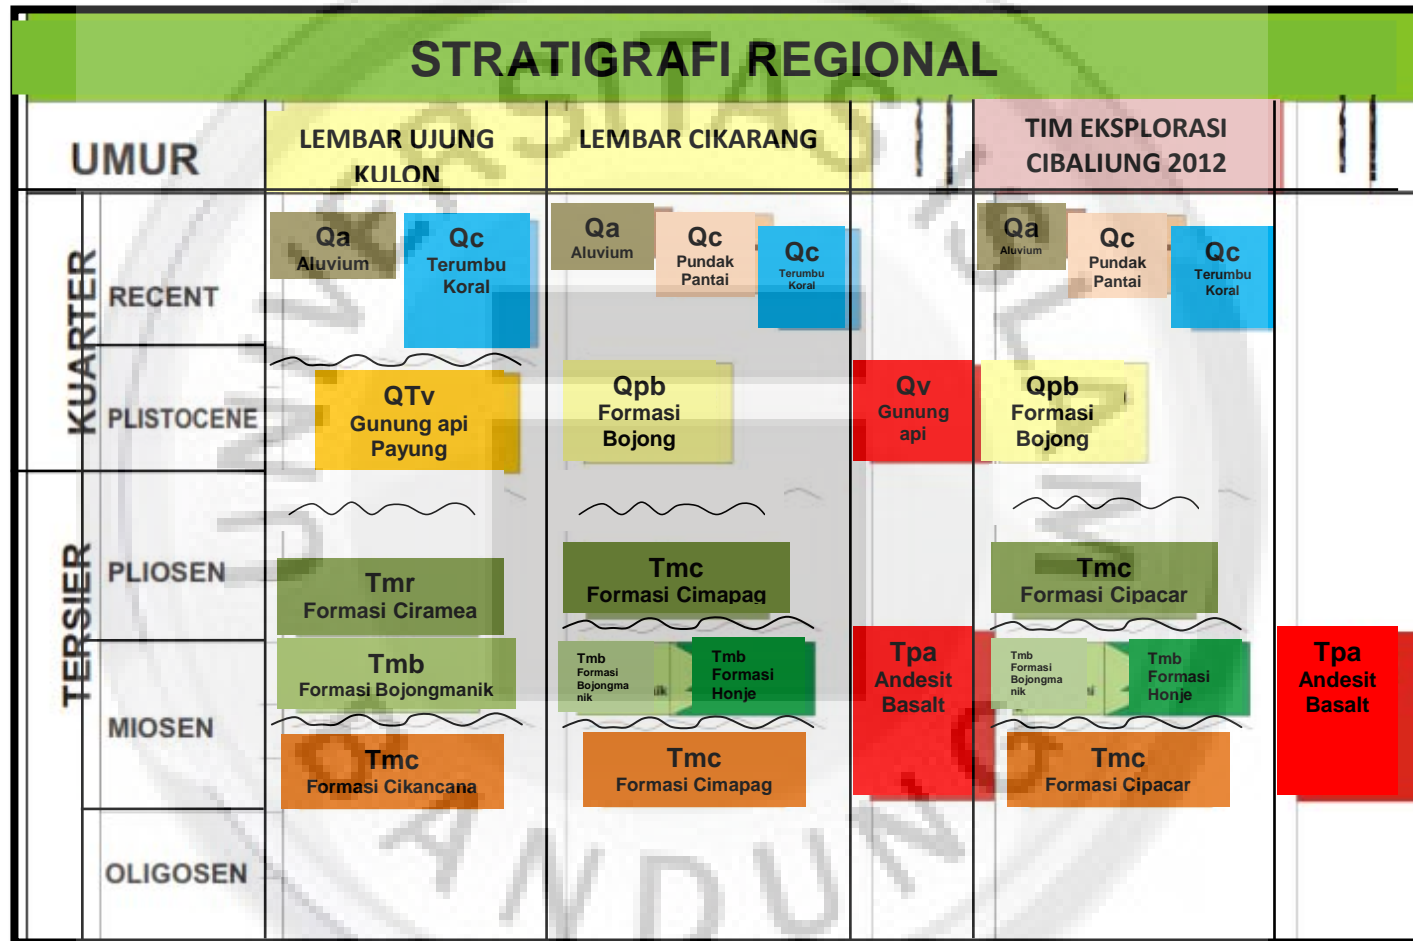 STRATIGRAFI REGIONAL
UMUR
LEMBAR UJUNG
KULON
LEMBAR CIKARANG
TIM EKSPLORASI
CIBALIUNG 2012
KUARTER
RECENT
Qa
Aluvium
Qc
Terumbu
Koral
Qa
Aluvium
Qc
Pundak
Pantai
Qc
Terumbu
Koral
Qa
Aluvium
Qc
Pundak
Pantai
Qc
Terumbu
Koral
PLISTOCENE
QTv
Gunung api
Payung
Qpb
Formasi
Bojong
Qv
Gunung
api
Qpb
Formasi
Bojong
TERSIER
PLIOSEN
Tmr
Formasi Ciramea
Tmc
Formasi Cimapag
Tmc
Formasi Cipacar
MIOSEN
Tmb
Formasi Bojongmanik
Tmb
Formasi
Bojongma
nik
Tmb
Formasi
Honje
Tpa
Andesit
Basalt
Tmb
Formasi
Bojongma
nik
Tmb
Formasi
Honje
Tpa
Andesit
Basalt
Tmc
Formasi Cikancana
Tmc
Formasi Cimapag
Tmc
Formasi Cipacar
OLIGOSEN